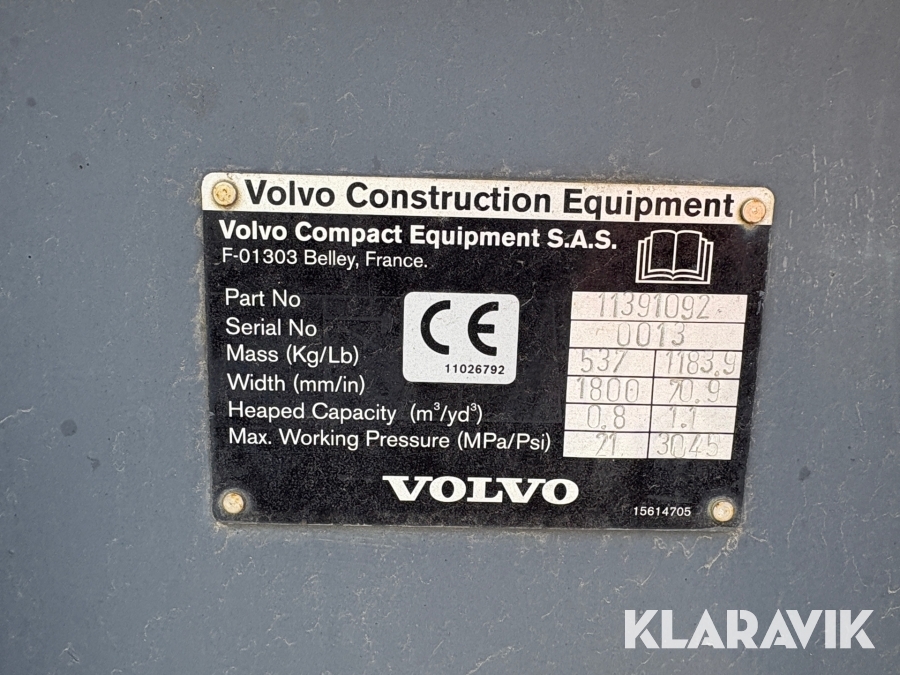 Volvo Construction Equipment
Volvo Compact Equipment S.A.S.
F-01303 Belley, France.
Part No 11391092
Serial No 0013
Mass (Kg/Lb) 537 1183.9
Width (mm/in) 1800 70.9
Heaped Capacity (m³/yd³) 0.8 1.1
Max. Working Pressure (MPa/Psi) 21 3045
CE
11026792
VOLVO
15614705
KLARAVIK